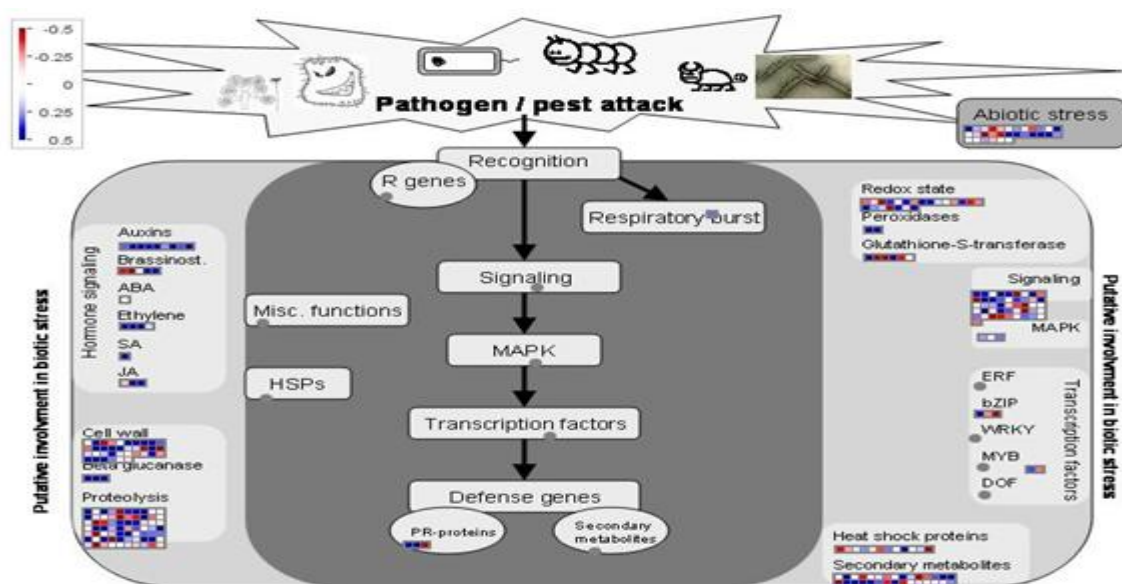 -0.5
-0.25
0
0.25
0.5
Pathogen / pest attack
Abiotic stress
Recognition
R genes
Respiratory burst
Redox state
Peroxidases
Glutathione-S-transferase
Hormone signaling
Auxins
Brassinost.
ABA
Ethylene
SA
JA
Signaling
Signaling
MAPK
Misc. functions
MAPK
HSPs
Putative involvment in biotic stress
Putative involvment in biotic stress
ERF
bZIP
WRKY
MYB
DOF
Transcription factors
Transcription factors
Cell wall
Beta glucanase
Proteolysis
Defense genes
PR-proteins
Secondary
metabolites
Heat shock proteins
Secondary metabolites